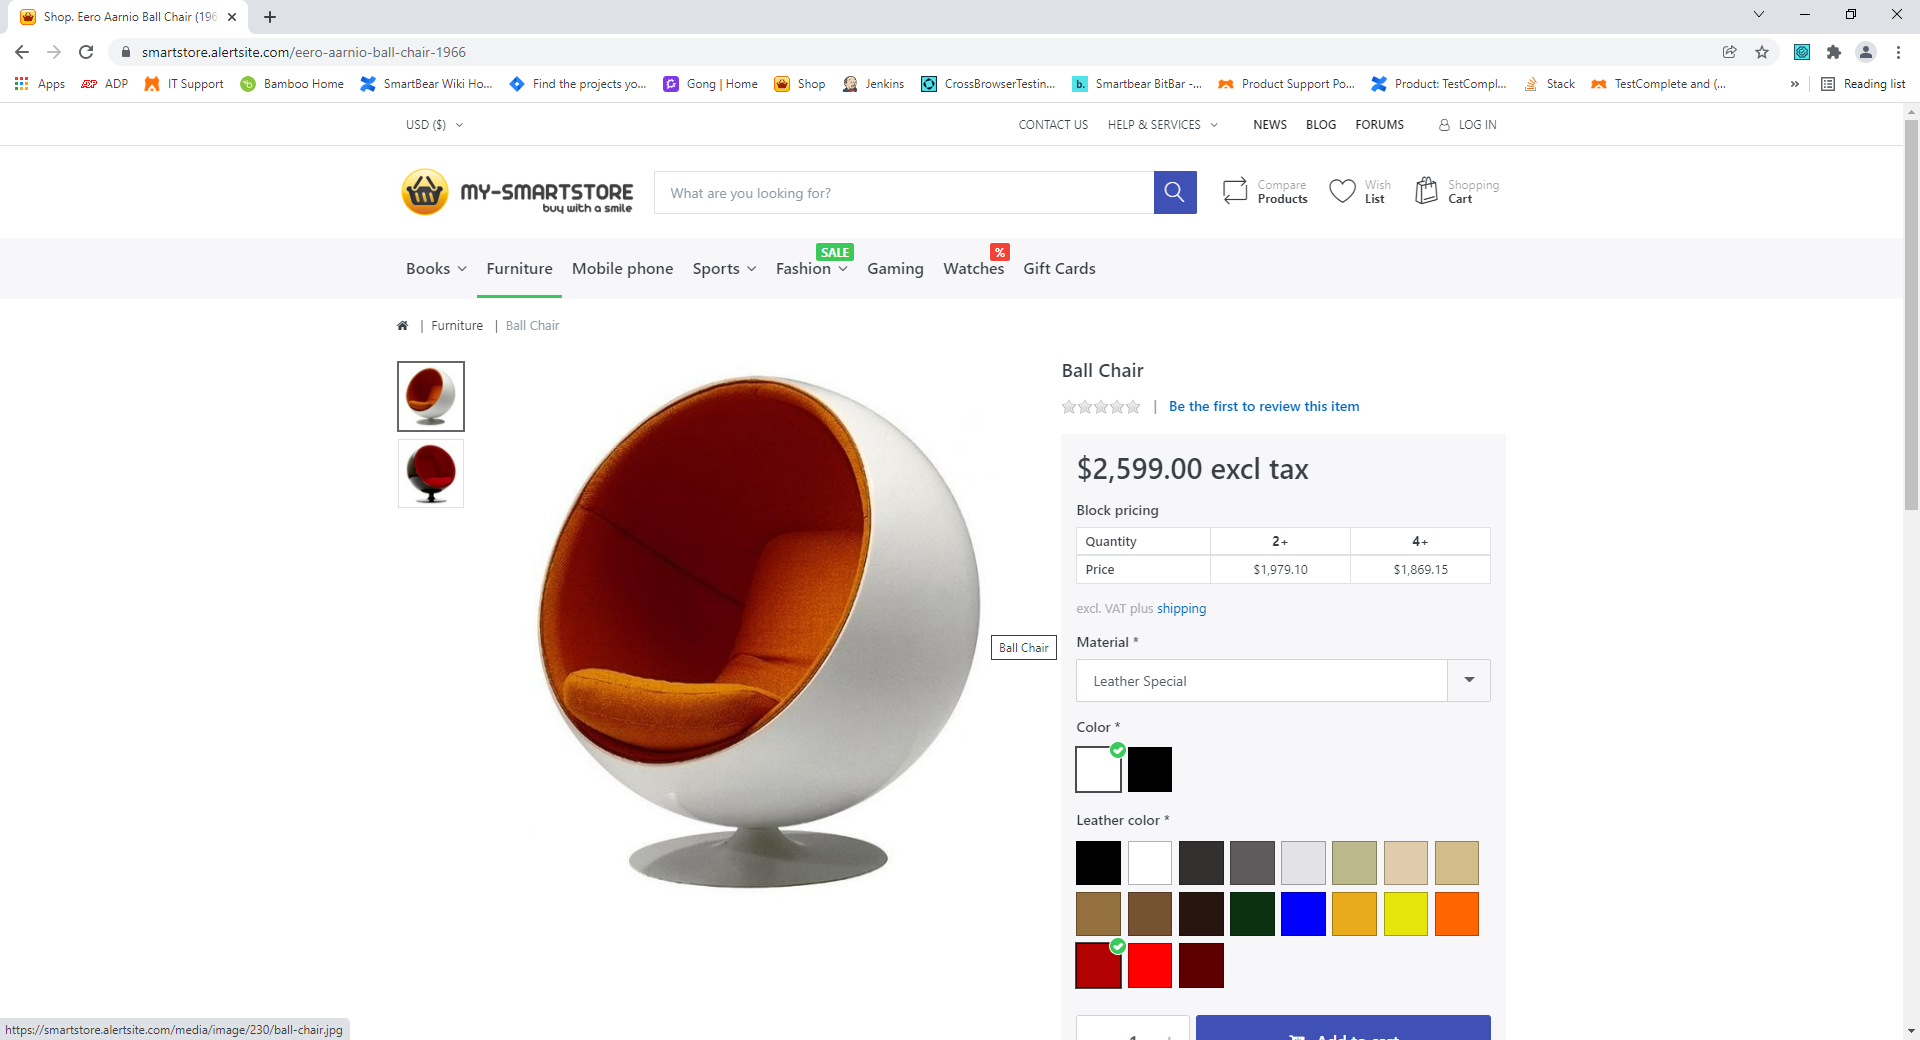 Shop. Eero Aarnio Ball Chair (196
smartstore.alertsite.com/eero-aarnio-ball-chair-1966
Apps ADP IT Support Bamboo Home SmartBear Wiki Ho... Find the projects yo... Gong | Home Shop Jenkins CrossBrowserTestin... b. Smartbear BitBar -... Product Support Po... Product: TestCompl... Stack TestComplete and (... » Reading list
USD ($) CONTACT US HELP & SERVICES NEWS BLOG FORUMS LOG IN
MY-SMARTSTORE
buy with a smile
What are you looking for?
Compare
Products
Wish
List
Shopping
Cart
SALE %
Books Furniture Mobile phone Sports Fashion Gaming Watches Gift Cards
| Furniture | Ball Chair
Ball Chair
| Be the first to review this item
$2,599.00 excl tax
Block pricing
Quantity 2+ 4+
Price $1,979.10 $1,869.15
excl. VAT plus shipping
Material *
Ball Chair
Leather Special
Color *
Leather color *
1 Add to cart
https://smartstore.alertsite.com/media/image/230/ball-chair.jpg